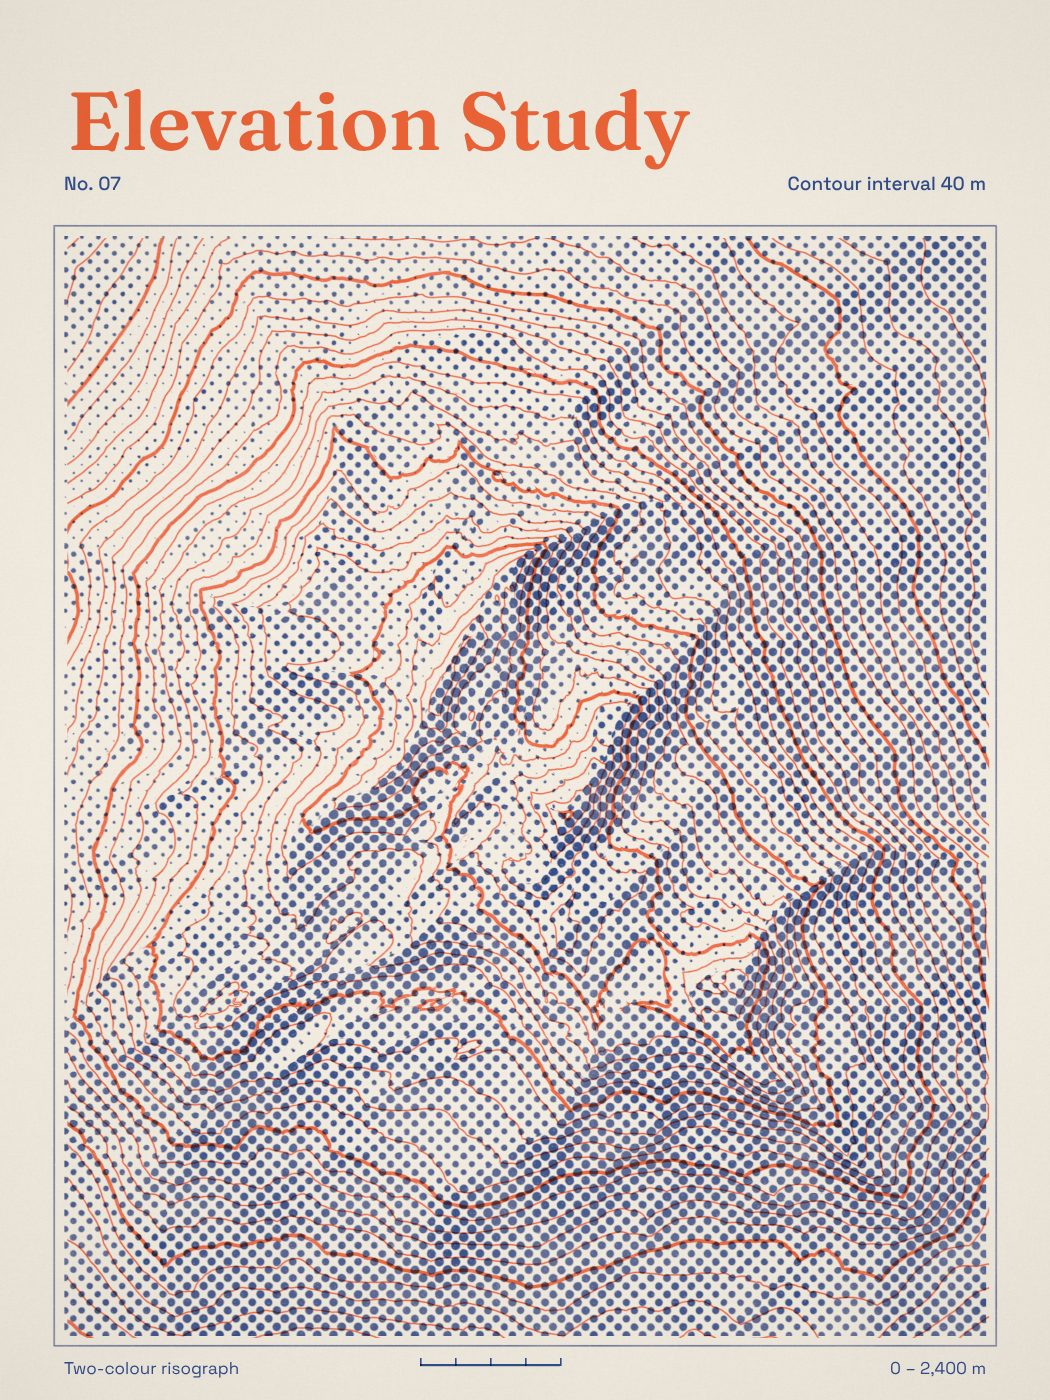 Elevation Study
No. 07
Contour interval 40 m
Two-colour risograph
0 – 2,400 m